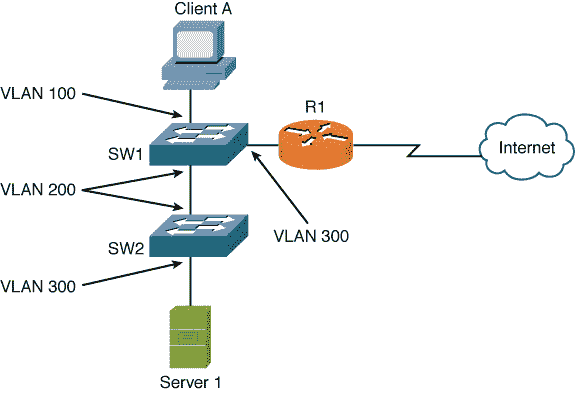 Client A
VLAN 100
R1
Internet
SW1
VLAN 200
VLAN 300
SW2
VLAN 300
Server 1